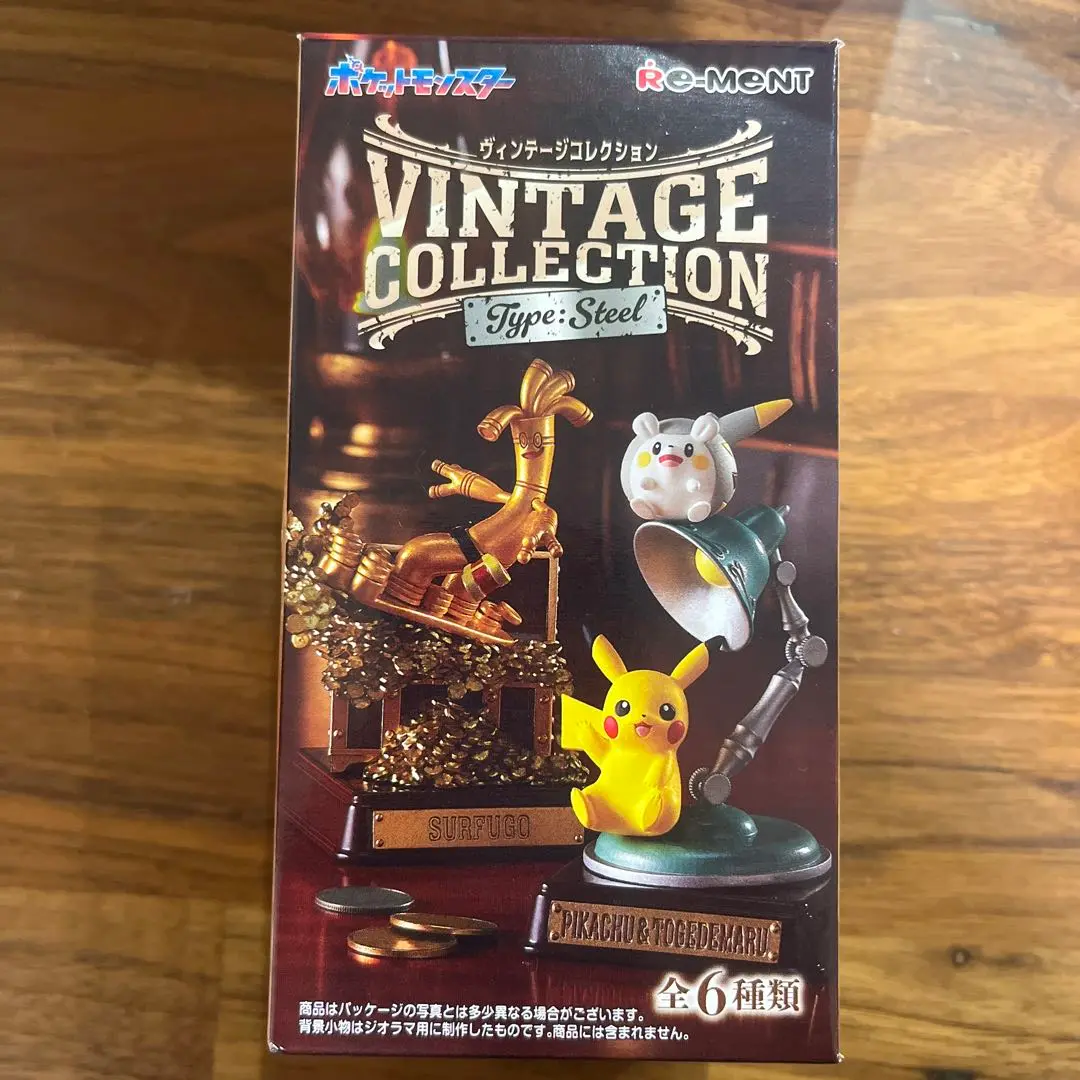 ポケットモンスター
Re-MeNT
ヴィンテージコレクション
VINTAGE
COLLECTION
Type: Steel
SURFUGO
PIKACHU & TOGEDEMARU
全6種類
商品はパッケージの写真とは多少異なる場合がございます。
背景小物はジオラマ用に制作したものです。商品には含まれません。